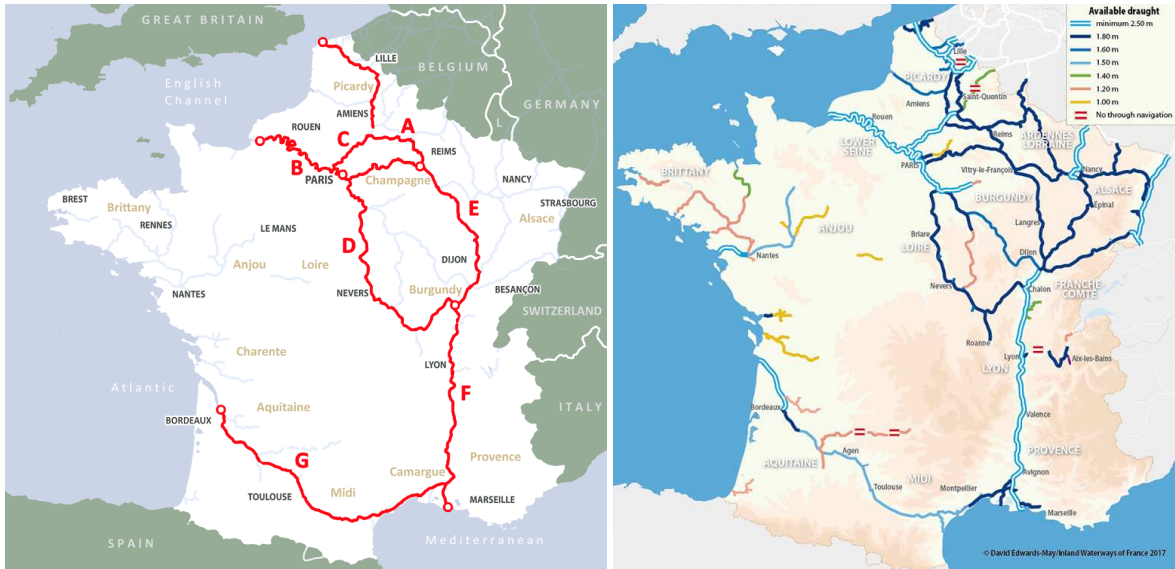 GREAT BRITAIN
English
Channel
LILLE
BELGIUM
GERMANY
L
Picardy
AMIENS
ROUEN
A
C
REIMS
B
PARIS
Champagne
NANCY
STRASBOURG
Alsace
E
BREST
Brittany
RENNES
LE MANS
D
Anjou
Loire
DIJON
NANTES
NEVERS
Burgundy
BESANÇON
SWITZERLAND
LYON
Charente
Atlantic
F
Aquitaine
BORDEAUX
ITALY
G
Camargue
Provence
TOULOUSE
Midi
MARSEILLE
Mediterranean
SPAIN
Available draught
minimum 2.50 m
1.80 m
1.60 m
1.50 m
1.40 m
1.20 m
1.00 m
No through navigation
Lille
PICARDY
Saint-Quentin
Amiens
Rouen
LOWER
SEINE
Reims
ARDENNES
LORRAINE
PARIS
Vitry-le-François
Nancy
ALSACE
BRITTANY
BURGUNDY
Epinal
Langres
ANJOU
Briare
LOIRE
Dijon
Nantes
Nevers
Chalon
FRANCHE
COMTE
Roanne
Lyon
Aix-les-Bains
LYON
Bordeaux
Valence
PROVENCE
AQUITAINE
Agen
Avignon
MIDI
Toulouse
Montpellier
Marseille
© David Edwards-May/Inland Waterways of France 2017